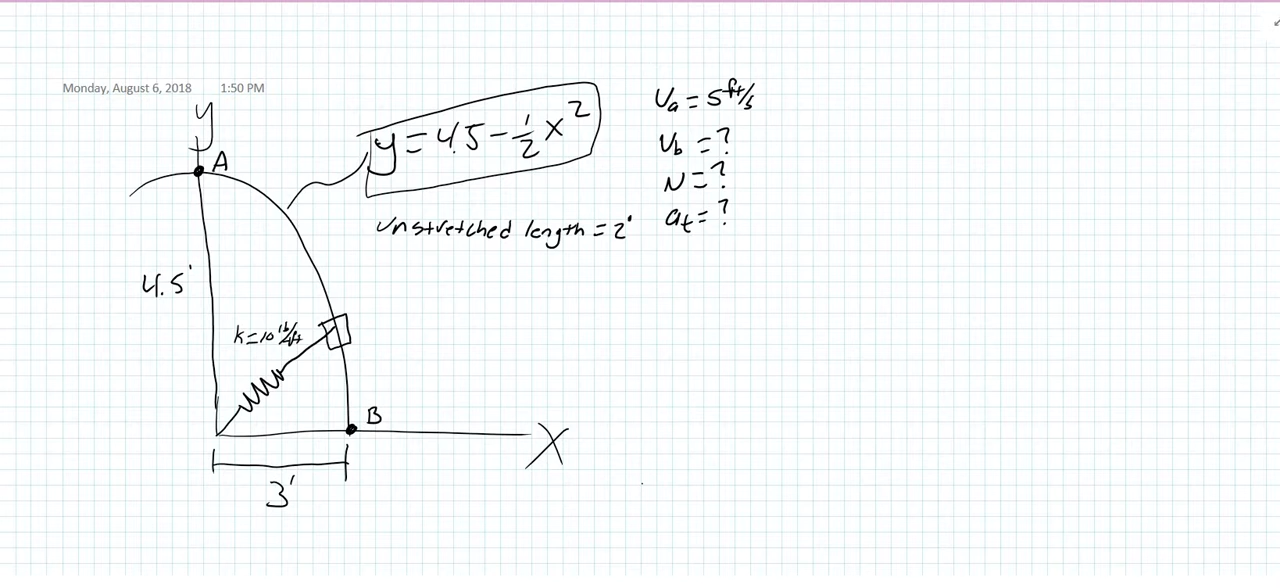 Monday, August 6, 2018 1:50 PM
y
A
y=4.5-½x²
Unstretched length = 2'
Va = 5 ft/s
Vb = ?
N = ?
at = ?
4.5'
k=10 lb/ft
B
X
3'